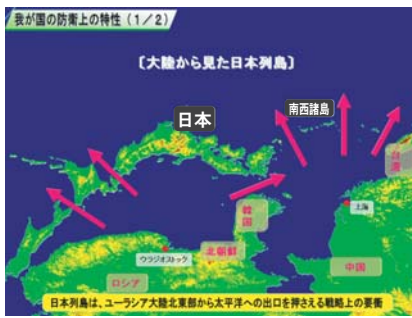 我が国の防衛上の特性(1/2)
〔大陸から見た日本列島〕
日本
南西諸島
台湾
上海
韓国
北朝鮮
ウラジオストック
中国
ロシア
日本列島は、ユーラシア大陸北東部から太平洋への出口を押さえる戦略上の要衝